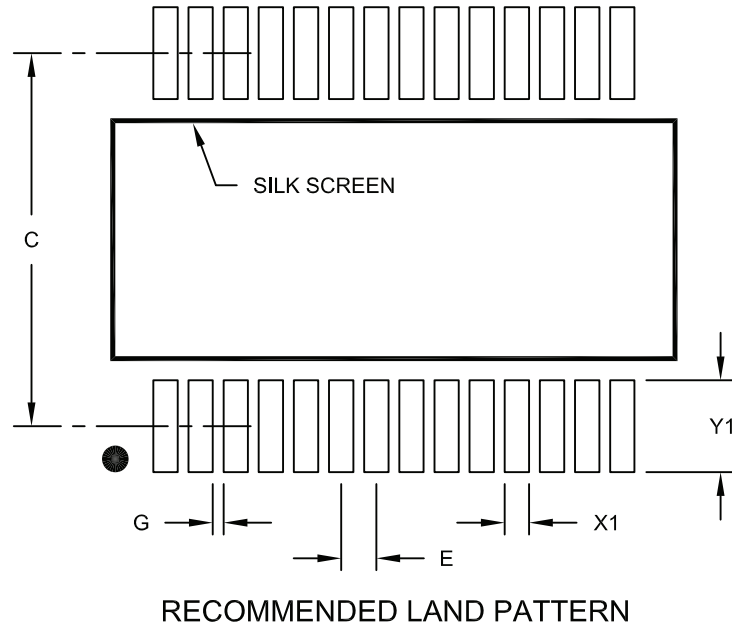 SILK SCREEN
C
Y1
G
X1
E
RECOMMENDED LAND PATTERN